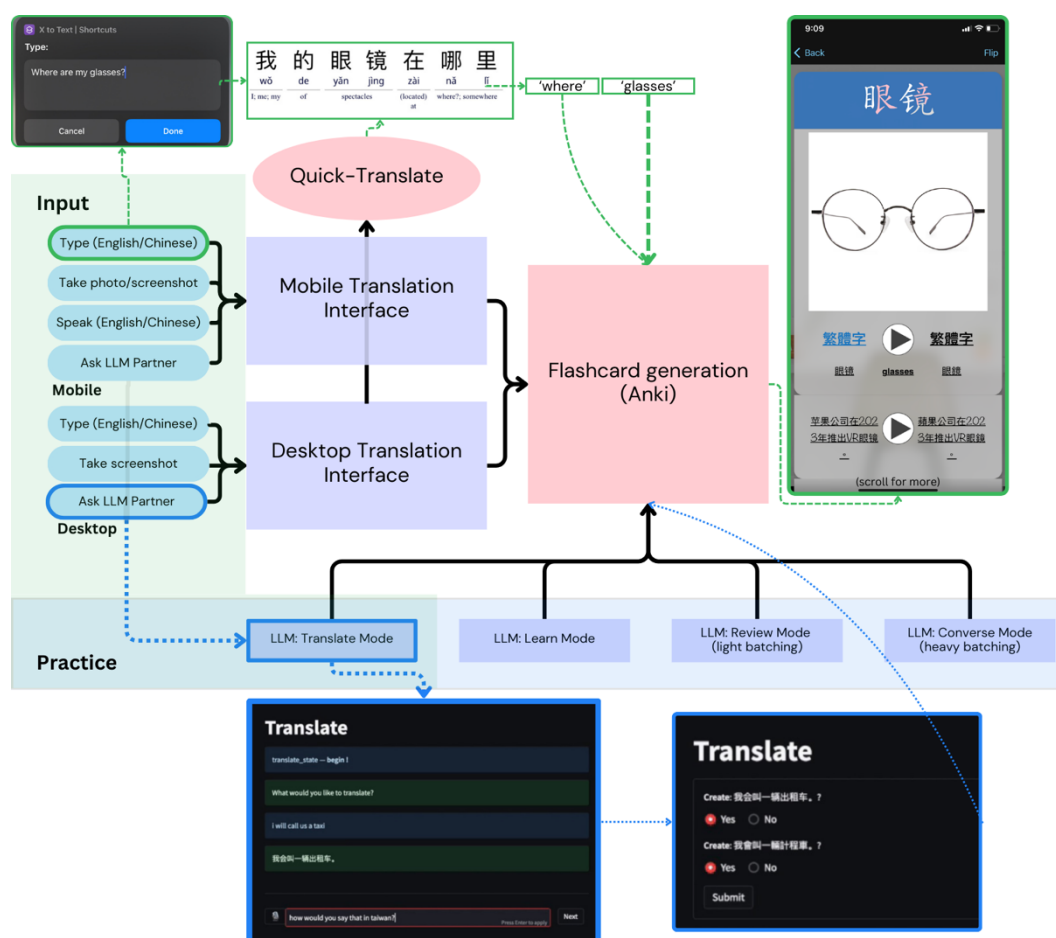 X to Text | Shortcuts
Type:
Where are my glasses?
Cancel
Done
我 的 眼 镜 在 哪 里
wǒ de yǎn jìng zài nǎ lǐ
I; me; my of spectacles (located) at where?; somewhere
'where'
'glasses'
9:09
Back
Flip
眼镜
繁體字
繁體字
眼镜
glasses
眼鏡
苹果公司在2023年推出VR眼镜
蘋果公司在2023年推出VR眼鏡
(scroll for more)
Quick-Translate
Input
Type (English/Chinese)
Take photo/screenshot
Speak (English/Chinese)
Ask LLM Partner
Mobile
Type (English/Chinese)
Take screenshot
Ask LLM Partner
Desktop
Mobile Translation
Interface
Desktop Translation
Interface
Flashcard generation
(Anki)
Practice
LLM: Translate Mode
LLM: Learn Mode
LLM: Review Mode
(light batching)
LLM: Converse Mode
(heavy batching)
Translate
translate_state — begin !
What would you like to translate?
i will call us a taxi
我会叫一辆出租车。
how would you say that in taiwan?
Press Enter to apply
Next
Translate
Create: 我会叫一辆出租车。?
Yes No
Create: 我會叫一輛計程車。?
Yes No
Submit